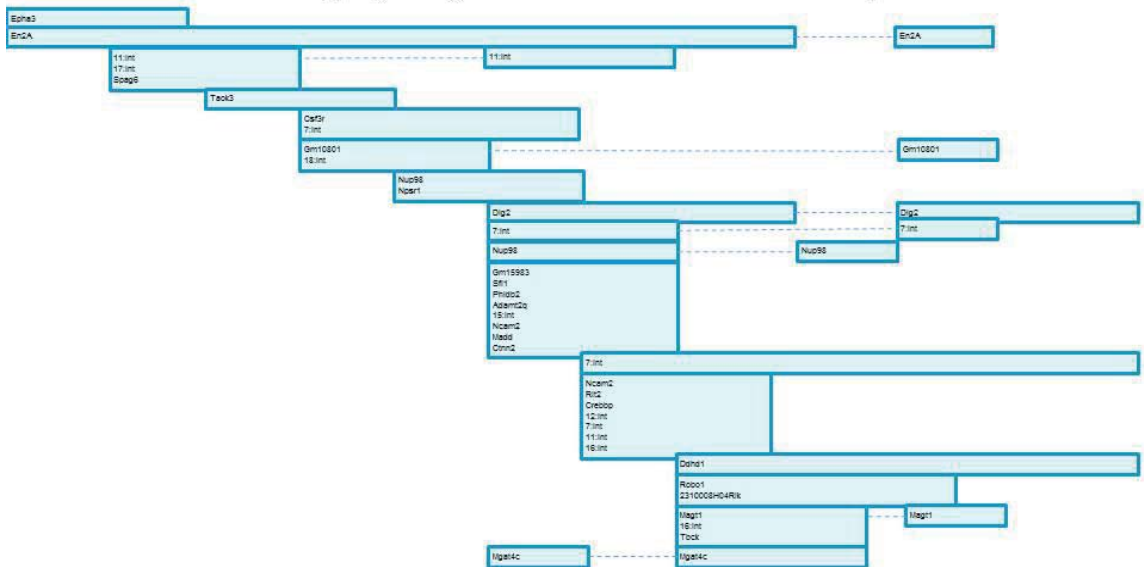 Epha3
En2A
En2A
11:int
17:int
Spag6
11:int
Taok3
Csf3r
7:int
Gm10801
18:int
Gm10801
Nup98
Npsr1
Dlg2
Dlg2
7:int
7:int
Nup98
Nup98
Gm15983
Sfi1
Phldb2
Adamt2q
15:int
Ncam2
Madd
Ctnn2
7:int
Ncam2
Rit2
Crebbp
12:int
7:int
11:int
16:int
Ddhd1
Robo1
2310008H04Rik
Magt1
16:int
Tock
Magt1
Mgat4c
Mgat4c